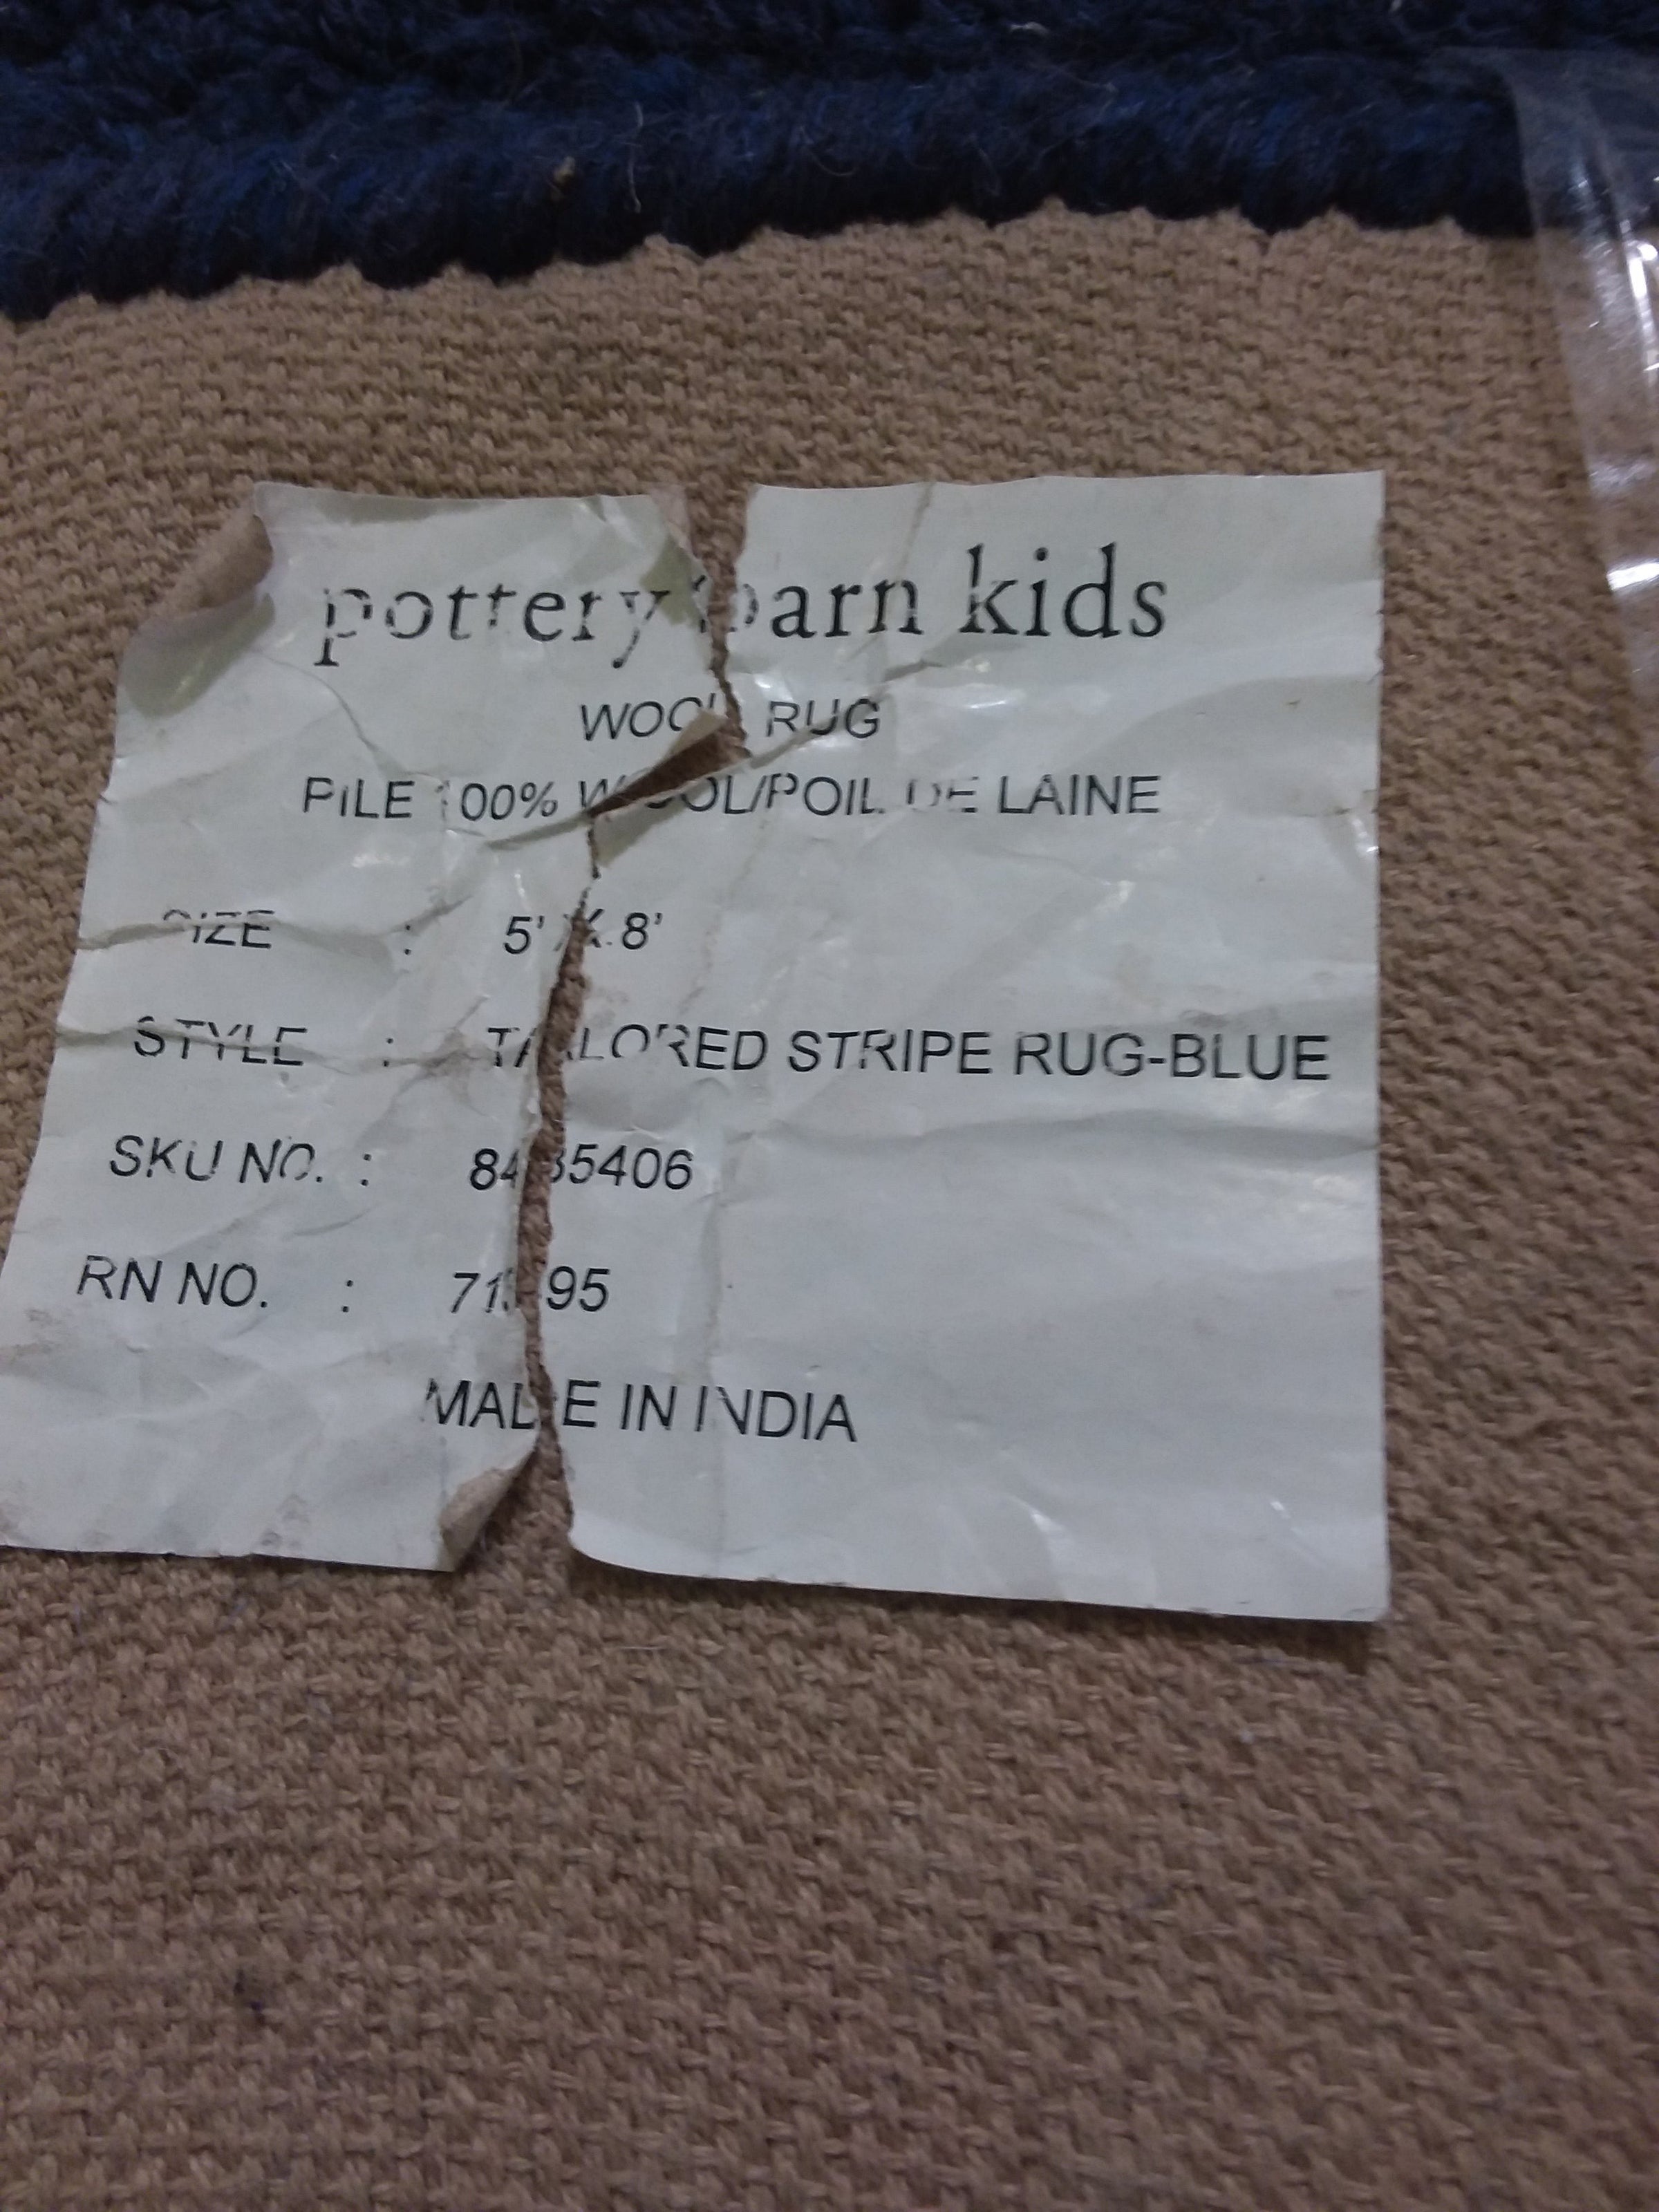 pottery barn kids
WOOL RUG
PILE 100% WOOL/POIL DE LAINE
SIZE : 5' X 8'
STYLE : TAILORED STRIPE RUG-BLUE
SKU NO. :
RN NO. :
MADE IN INDIA